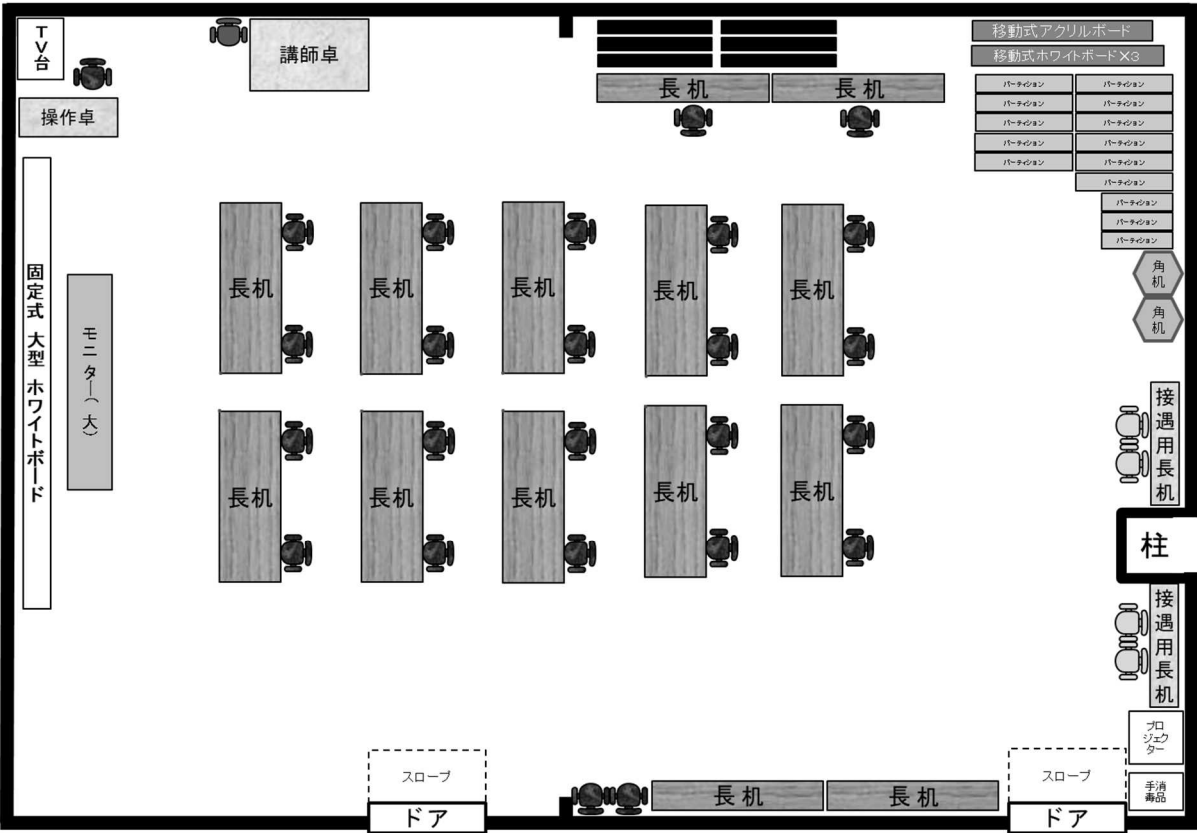 TV台
講師卓
操作卓
固定式 大型 ホワイトボード
モニター(大)
長机
長机
移動式アクリルボード
移動式ホワイトボード×3
パーティション
パーティション
パーティション
パーティション
パーティション
パーティション
パーティション
パーティション
パーティション
パーティション
パーティション
パーティション
パーティション
パーティション
角机
角机
長机
長机
長机
長机
長机
長机
長机
長机
長机
長机
接遇用長机
柱
接遇用長机
プロジェクター
手消毒品
スロープ
ドア
長机
長机
スロープ
ドア